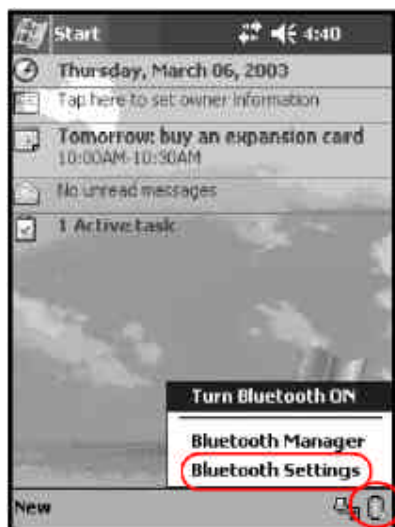 Start 4:40
Thursday, March 06, 2003
Tap here to set owner information
Tomorrow: buy an expansion card
10:00AM-10:30AM
No unread messages
1 Active task
Turn Bluetooth ON
Bluetooth Manager
Bluetooth Settings
New